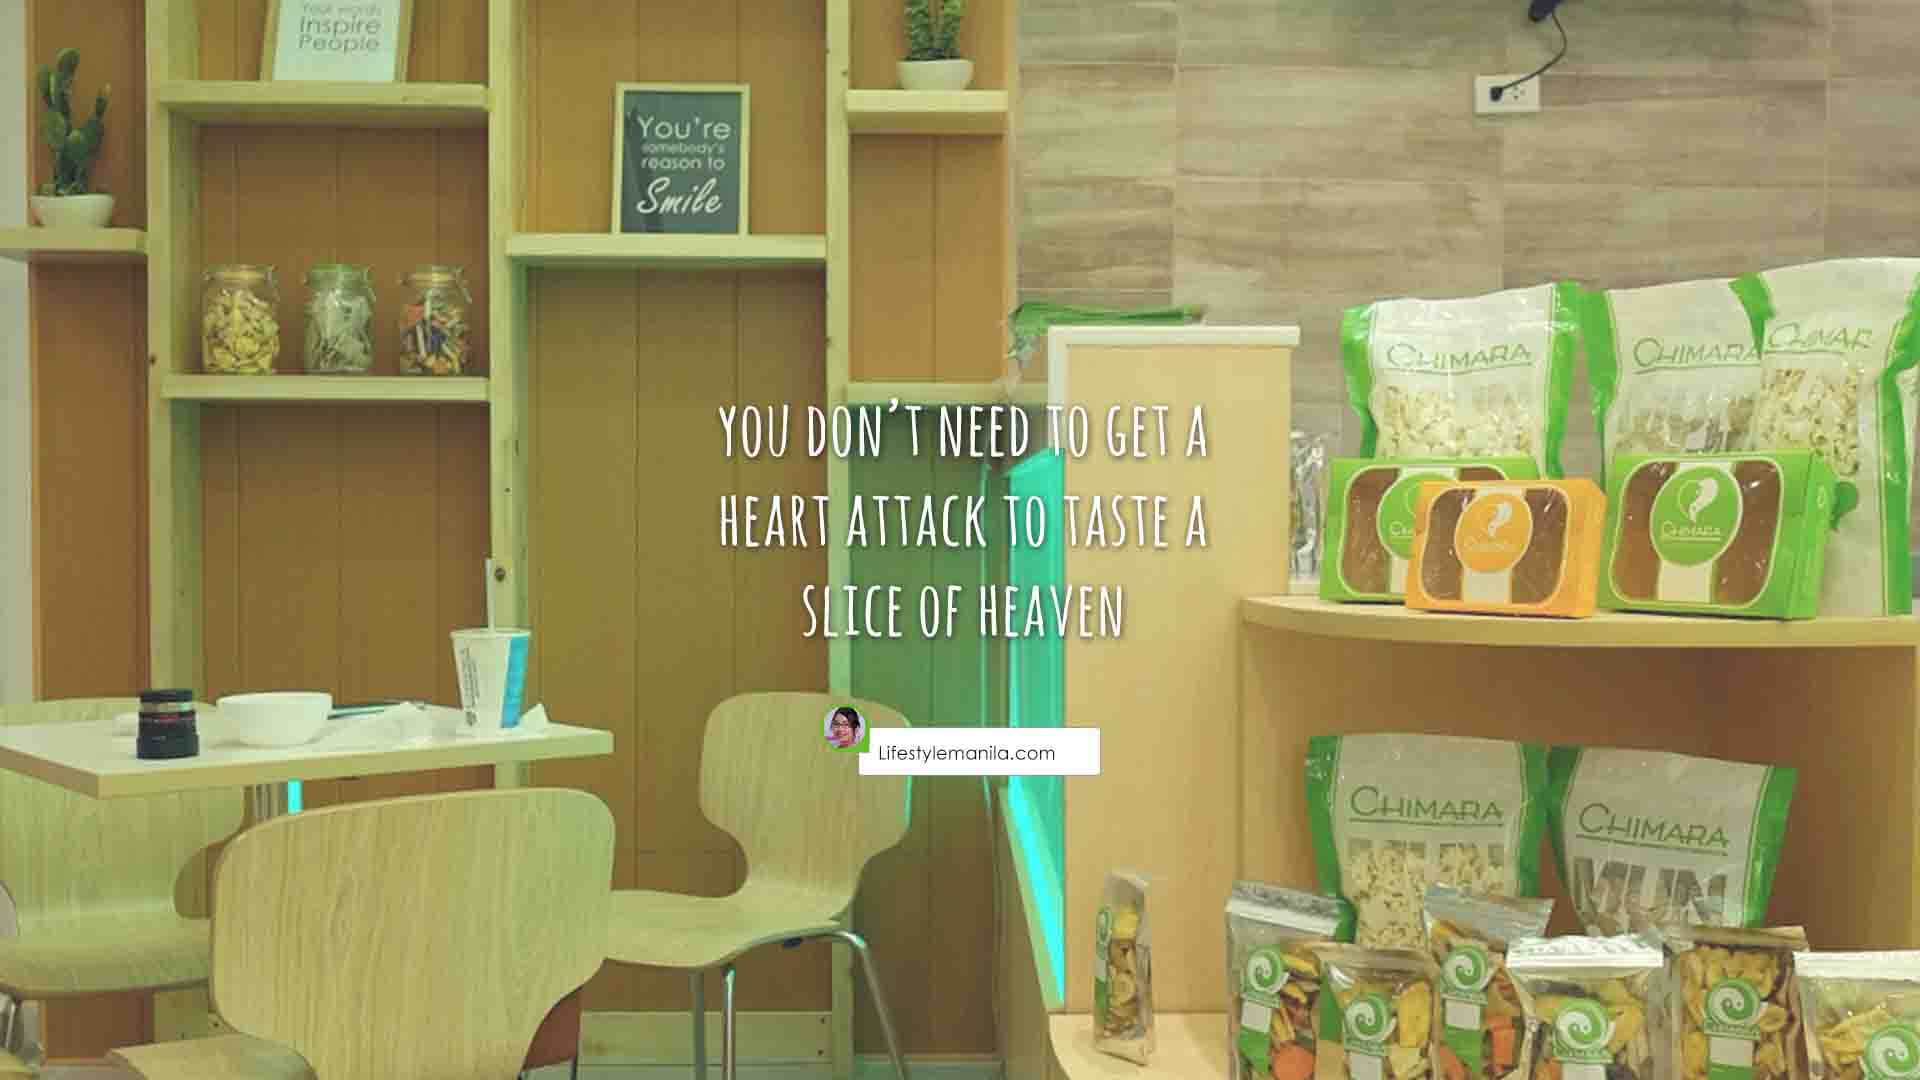 Your words
Inspire
People
You're
somebody's
reason to
Smile
CHIMARA
CHIMARA
CHIMAR
YOU DON'T NEED TO GET A
HEART ATTACK TO TASTE A
SLICE OF HEAVEN
CHIMARA
Lifestylemanila.com
CHIMARA
CHIMARA
MUN